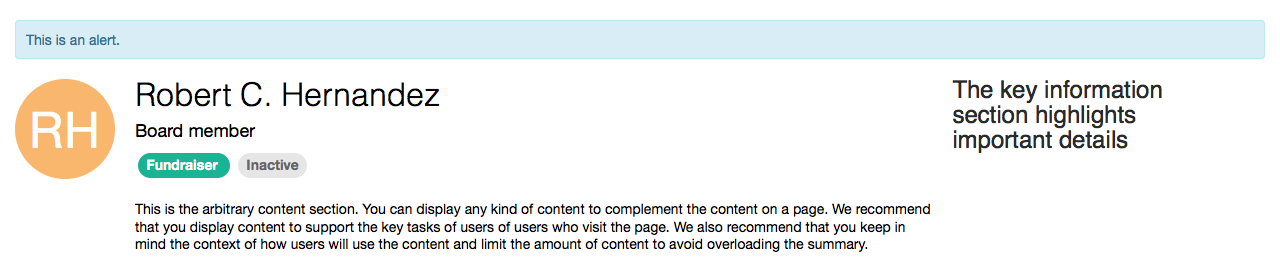 This is an alert.
RH
Robert C. Hernandez
Board member
Fundraiser Inactive
This is the arbitrary content section. You can display any kind of content to complement the content on a page. We recommend
that you display content to support the key tasks of users of users who visit the page. We also recommend that you keep in
mind the context of how users will use the content and limit the amount of content to avoid overloading the summary.
The key information
section highlights
important details